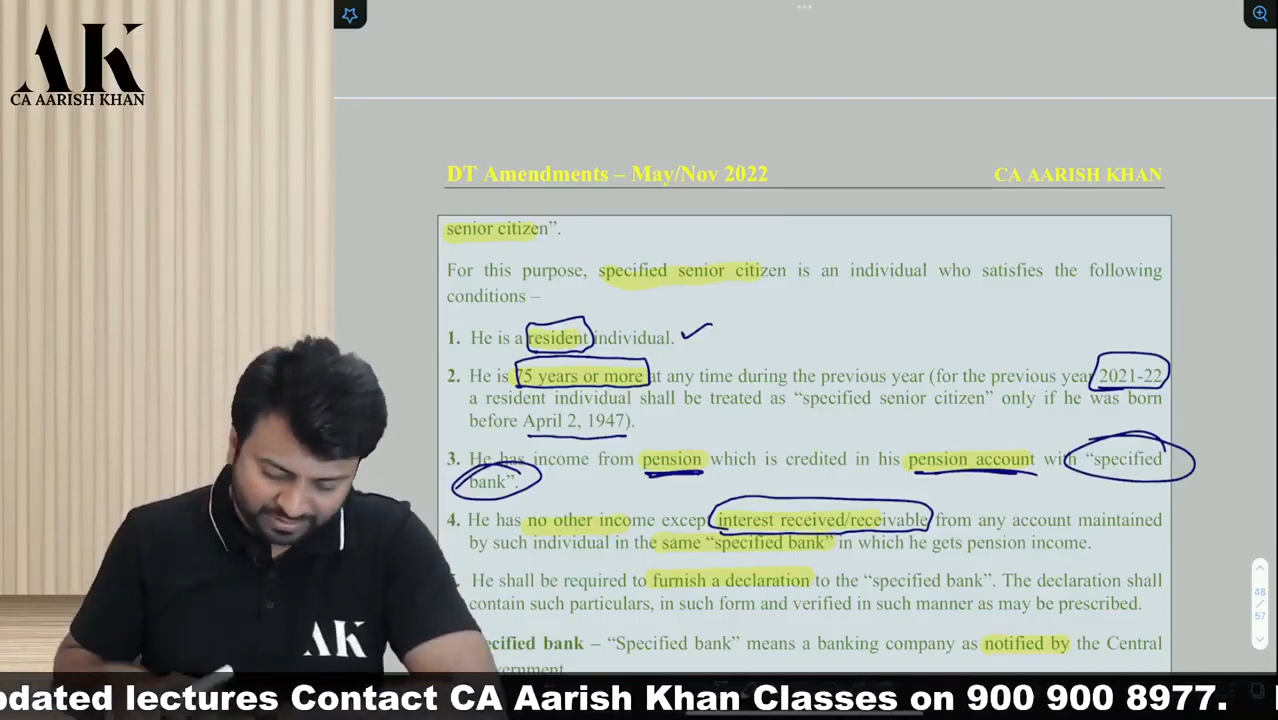 AK
CA AARISH KHAN
DT Amendments – May/Nov 2022 CA AARISH KHAN
senior citizen”.
For this purpose, specified senior citizen is an individual who satisfies the following
conditions –
1. He is a resident individual.
2. He is 75 years or more at any time during the previous year (for the previous year 2021-22
a resident individual shall be treated as “specified senior citizen” only if he was born
before April 2, 1947).
3. He has income from pension which is credited in his pension account with “specified
bank”.
4. He has no other income except interest received/receivable from any account maintained
by such individual in the same “specified bank” in which he gets pension income.
He shall be required to furnish a declaration to the “specified bank”. The declaration shall
contain such particulars, in such form and verified in such manner as may be prescribed.
ecified bank – “Specified bank” means a banking company as notified by the Central
vernment.
48
/
57
AK
pdated lectures Contact CA Aarish Khan Classes on 900 900 8977.